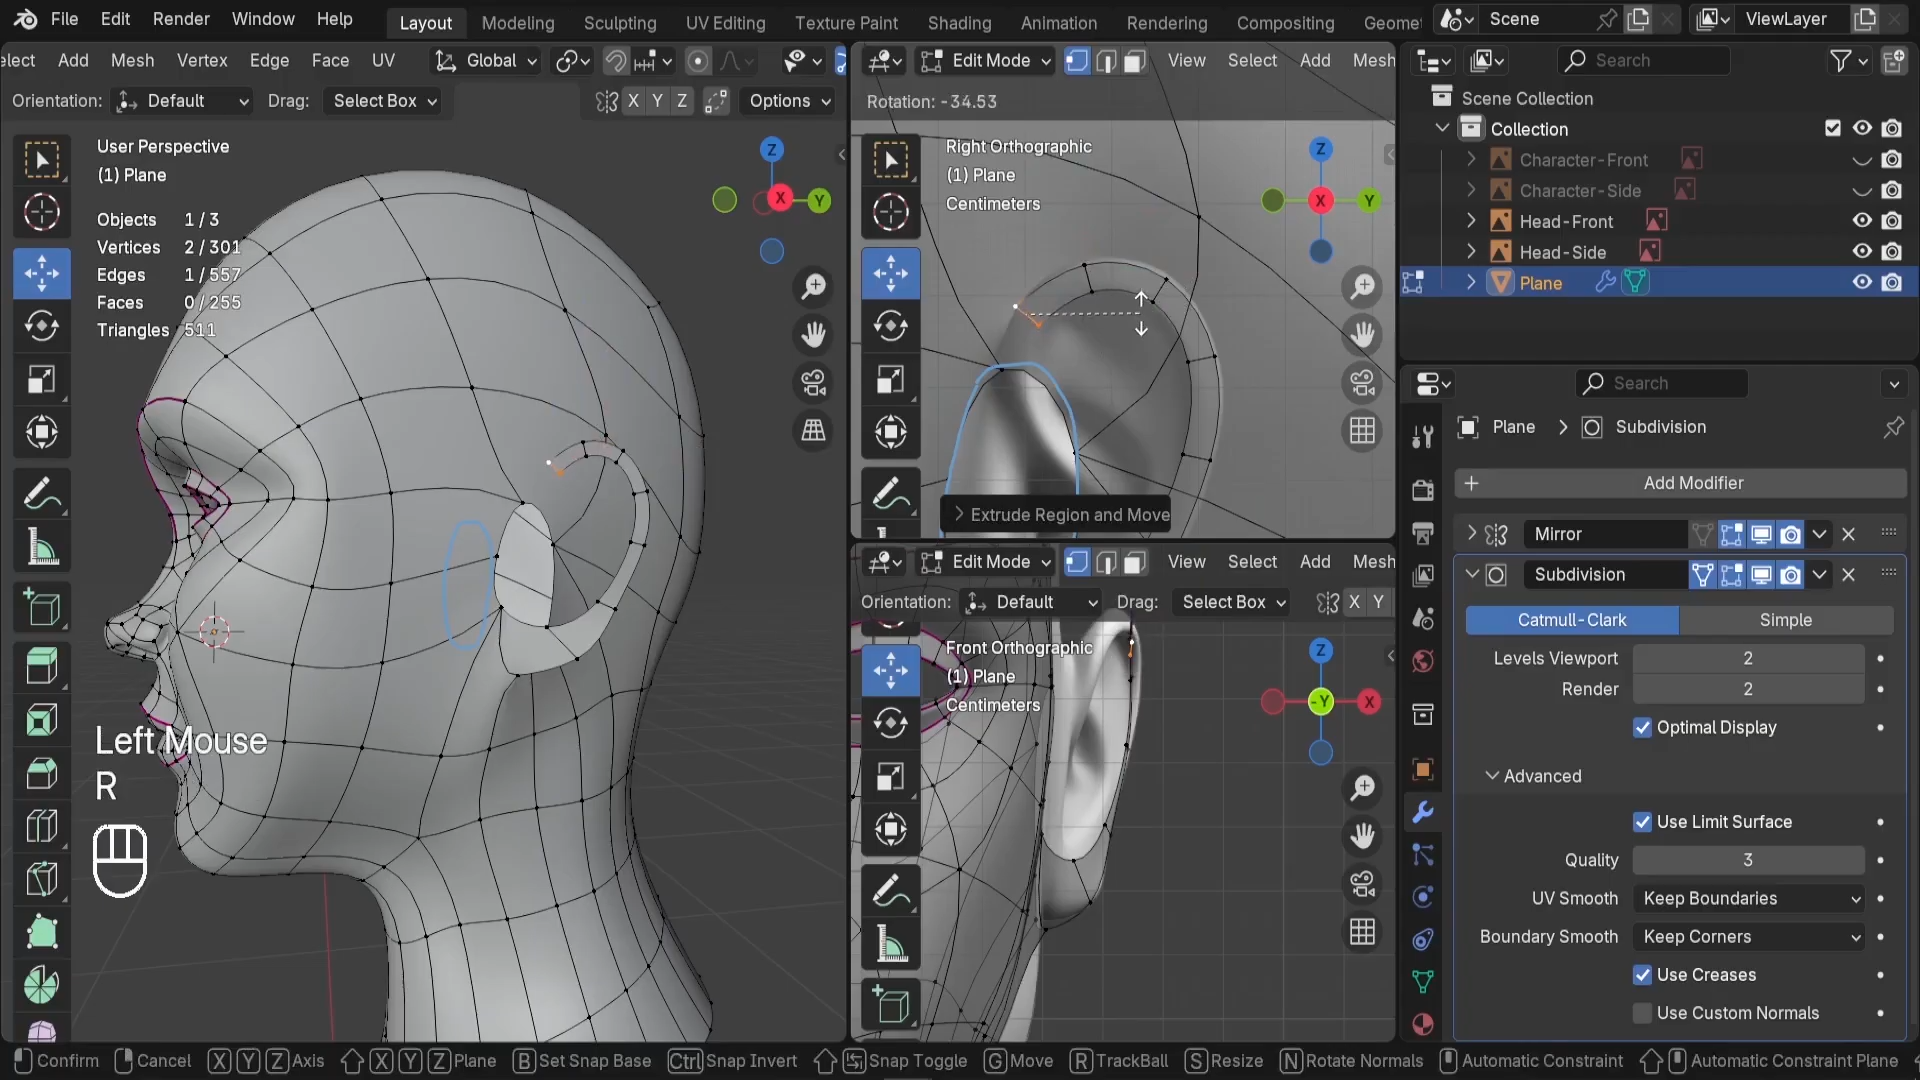 File Edit Render Window Help Layout Modeling Sculpting UV Editing Texture Paint Shading Animation Rendering Compositing Scene ViewLayer
Add Mesh Vertex Edge Face UV Global
Orientation: Default Drag: Select Box X Y Z Options
User Perspective
(1) Plane
Objects 1 / 3
Vertices 2 / 301
Edges 1 / 557
Faces 0 / 255
Triangles 511
Z
X
Y
Left Mouse
R
Edit Mode View Select Add Mesh
Rotation: -34.53
Right Orthographic
(1) Plane
Centimeters
Z
X
Y
Extrude Region and Move
Edit Mode View Select Add Mesh
Orientation: Default Drag: Select Box X Y
Front Orthographic
(1) Plane
Centimeters
Z
-Y
X
Search
Scene Collection
Collection
Character-Front
Character-Side
Head-Front
Head-Side
Plane
Search
Plane Subdivision
Add Modifier
Mirror
Subdivision
Catmull-Clark Simple
Levels Viewport 2
Render 2
Optimal Display
Advanced
Use Limit Surface
Quality 3
UV Smooth Keep Boundaries
Boundary Smooth Keep Corners
Use Creases
Use Custom Normals
Confirm Cancel X Y Z Axis X Y Z Plane B Set Snap Base Ctrl Snap Invert Snap Toggle G Move R TrackBall S Resize N Rotate Normals Automatic Constraint Automatic Constraint Plane